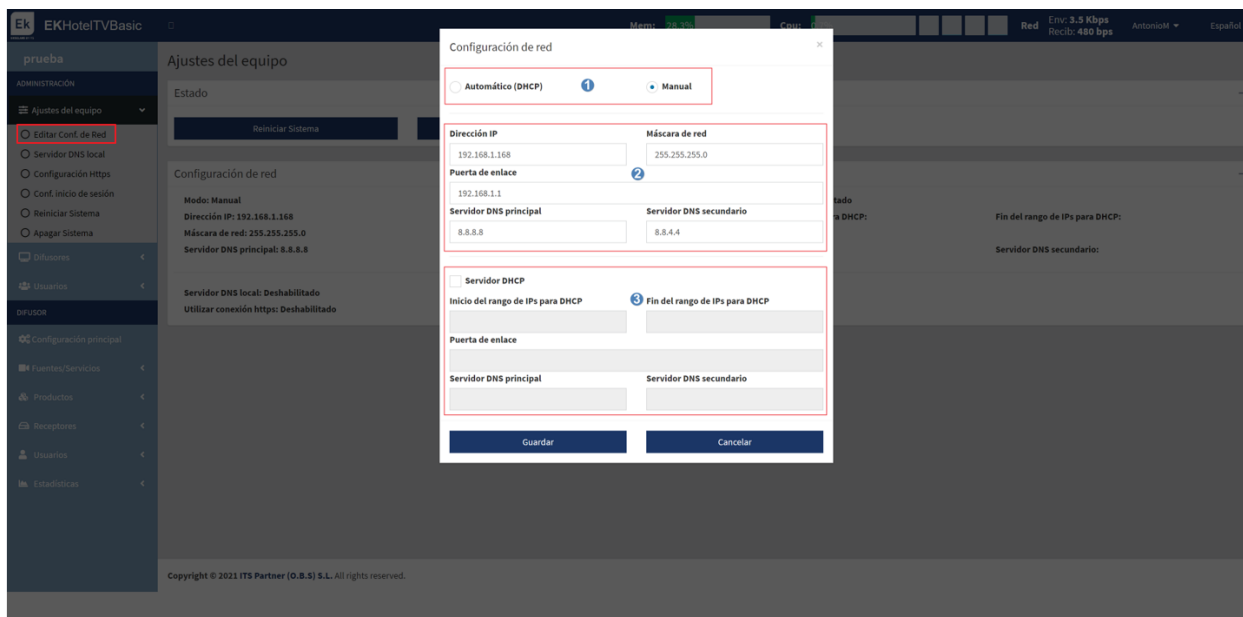 Ek EKHotelTVBasic
Mem: 28.3% Cpu:
Red Env: 3.5 Kbps
Recib: 480 bps
AntonioM
Español
prueba
ADMINISTRACIÓN
Ajustes del equipo
Editar Conf. de Red
Servidor DNS local
Configuración Https
Conf. inicio de sesión
Reiniciar Sistema
Apagar Sistema
Difusores
Usuarios
DIFUSOR
Configuración principal
Fuentes/Servicios
Productos
Receptores
Usuarios
Estadísticas
Ajustes del equipo
Estado
Reiniciar Sistema
Configuración de red
Modo: Manual
Dirección IP: 192.168.1.168
Máscara de red: 255.255.255.0
Servidor DNS principal: 8.8.8.8
Servidor DNS local: Deshabilitado
Utilizar conexión https: Deshabilitado
Fin del rango de IPs para DHCP:
Servidor DNS secundario:
Configuración de red ×
Automático (DHCP) 1 Manual
Dirección IP Máscara de red
192.168.1.168 255.255.255.0
Puerta de enlace 2
192.168.1.1
Servidor DNS principal Servidor DNS secundario
8.8.8.8 8.8.4.4
Servidor DHCP
Inicio del rango de IPs para DHCP 3 Fin del rango de IPs para DHCP
Puerta de enlace
Servidor DNS principal Servidor DNS secundario
Guardar Cancelar
Copyright © 2021 ITS Partner (O.B.S) S.L. All rights reserved.